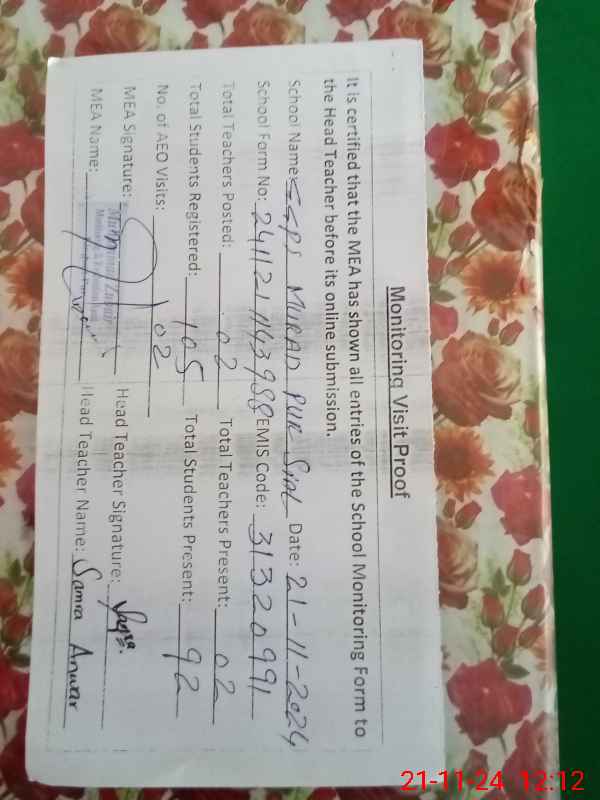 Monitoring Visit Proof
It is certified that the MEA has shown all entries of the School Monitoring Form to
the Head Teacher before its online submission.
School Name: GGPS MURAD PUR SIAL Date: 21-11-2024
School Form No: 2411211143988 EMIS Code: 31320991
Total Teachers Posted: 02 Total Teachers Present: 02
Total Students Registered: 105 Total Students Present: 92
No. of AEO Visits: 02
MEA Signature: Head Teacher Signature:
MEA Name: Head Teacher Name: Samra Anwar
21-11-24 12:12